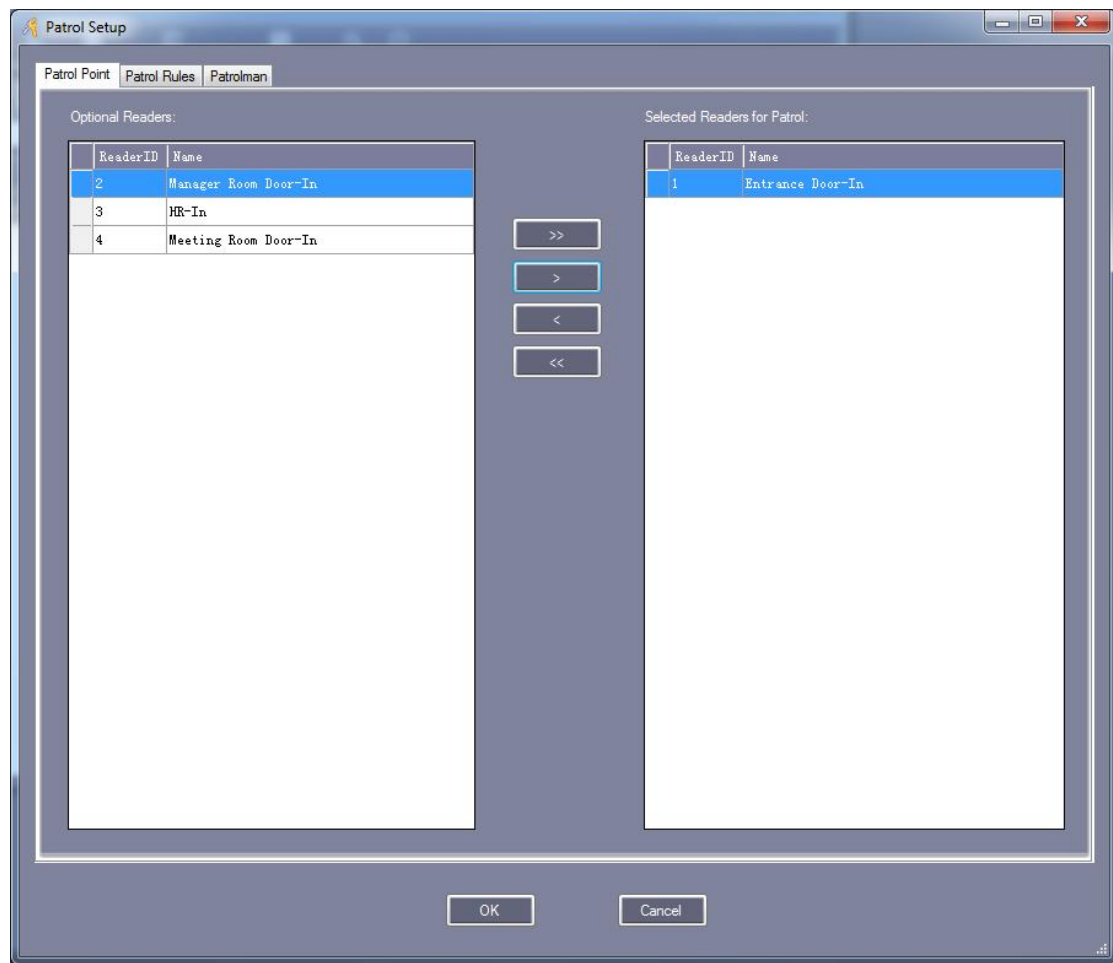 Patrol Setup
Patrol Point Patrol Rules Patrolman
Optional Readers: Selected Readers for Patrol:
ReaderID Name ReaderID Name
2 Manager Room Door-In 1 Entrance Door-In
3 HR-In
4 Meeting Room Door-In
>>
>
<
<<
OK Cancel